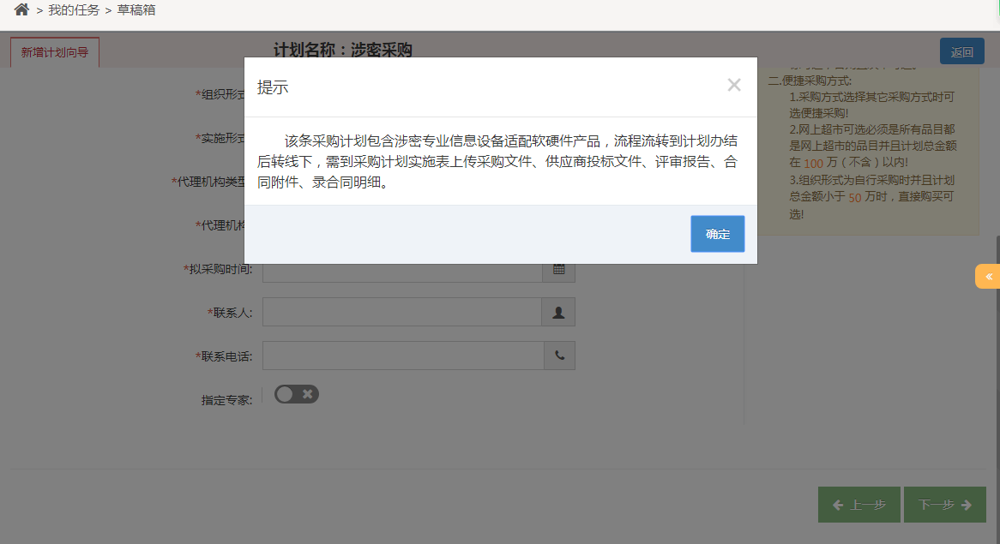 > 我的任务 > 草稿箱
新增计划向导
计划名称：涉密采购
返回
提示
×
该条采购计划包含涉密专业信息设备适配软硬件产品，流程流转到计划办结
后转线下，需到采购计划实施表上传采购文件、供应商投标文件、评审报告、合
同附件、录合同明细。
确定
*组织形式
*实施形式
*代理机构类型
*代理机构
*拟采购时间:
*联系人:
*联系电话:
指定专家:
二.便捷采购方式:
1.采购方式选择其它采购方式时可
选便捷采购!
2.网上超市可选必须是所有品目都
是网上超市的品目并且计划总金额
在 100 万（不含）以内!
3.组织形式为自行采购时并且计划
总金额小于 50 万时，直接购买可
选!
«
上一步
下一步